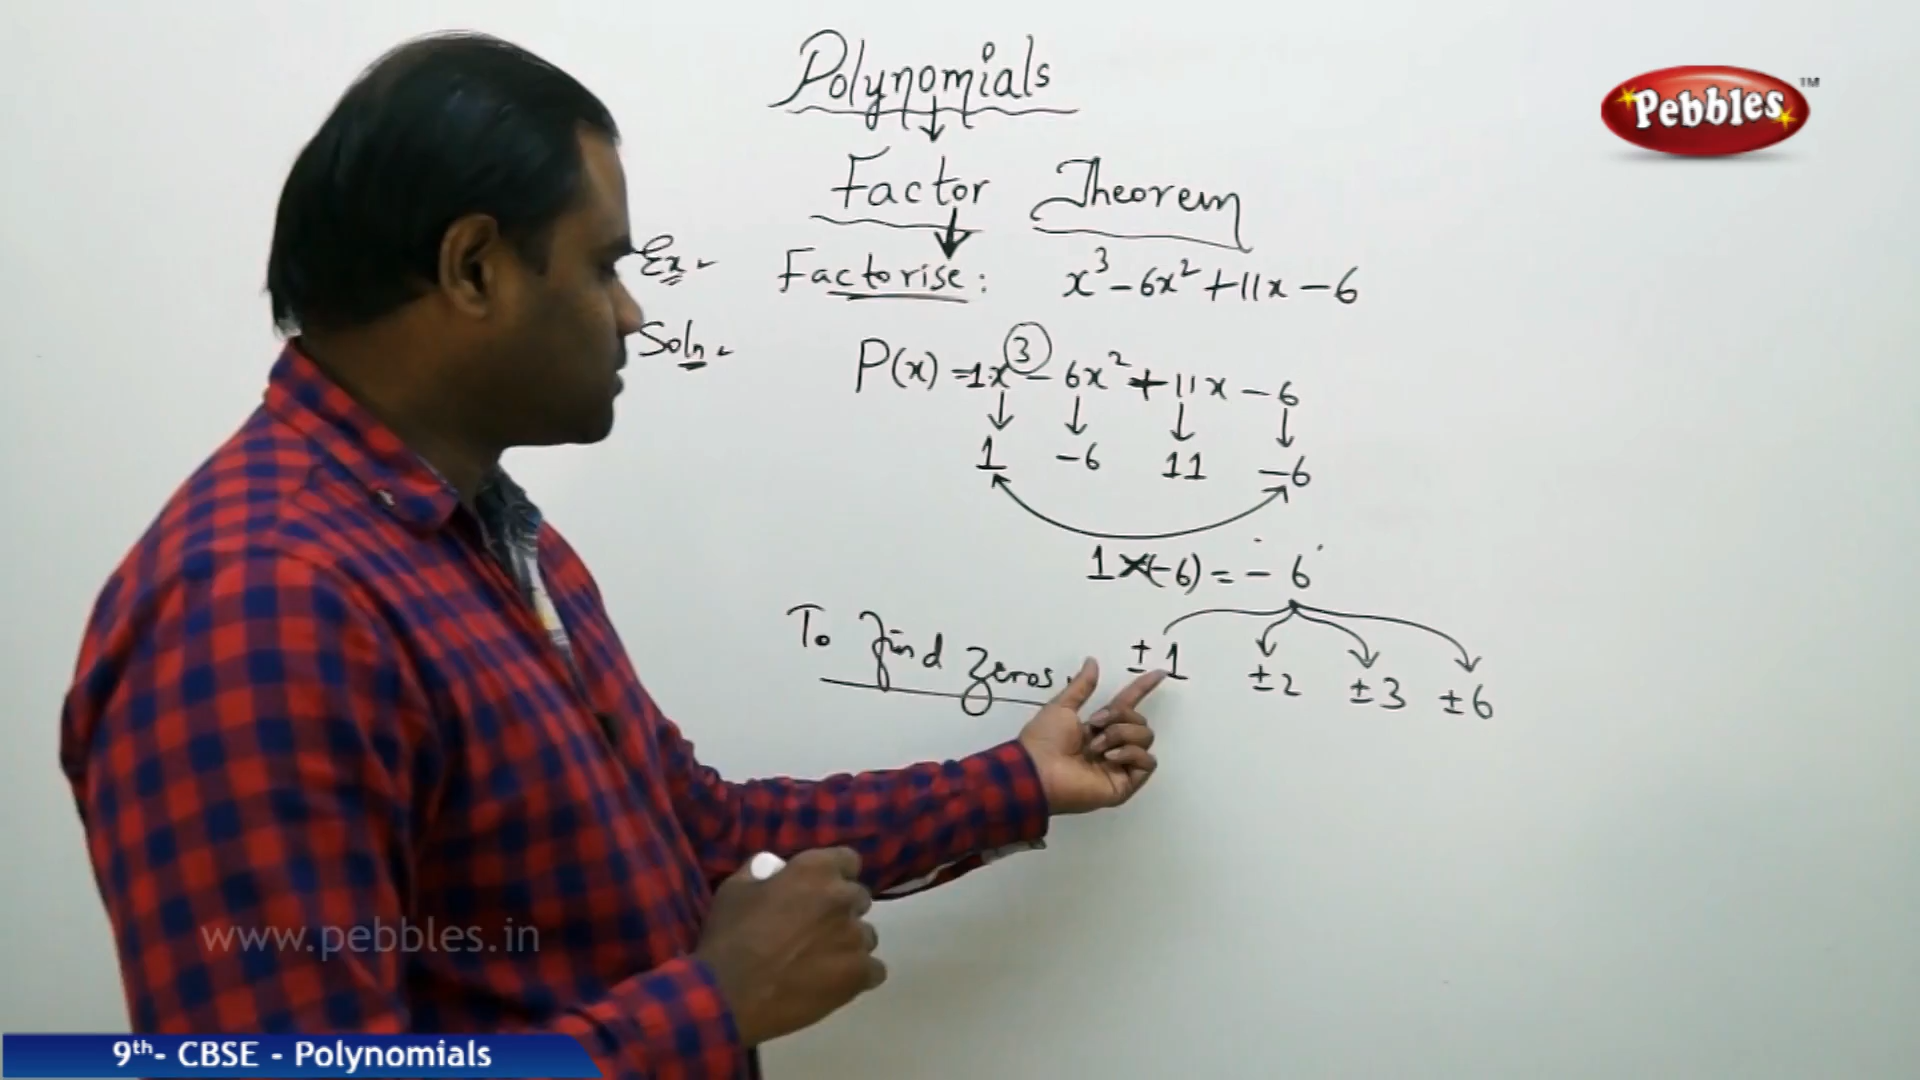 Polynomials
Pebbles™
Factor Theorem
Ex.
Factorise: x³ - 6x² + 11x - 6
Soln.
P(x) = 1x³ - 6x² + 11x - 6
1 -6 11 -6
1×(-6) = -6
To find zeros ±1 ±2 ±3 ±6
www.pebbles.in
9th- CBSE - Polynomials